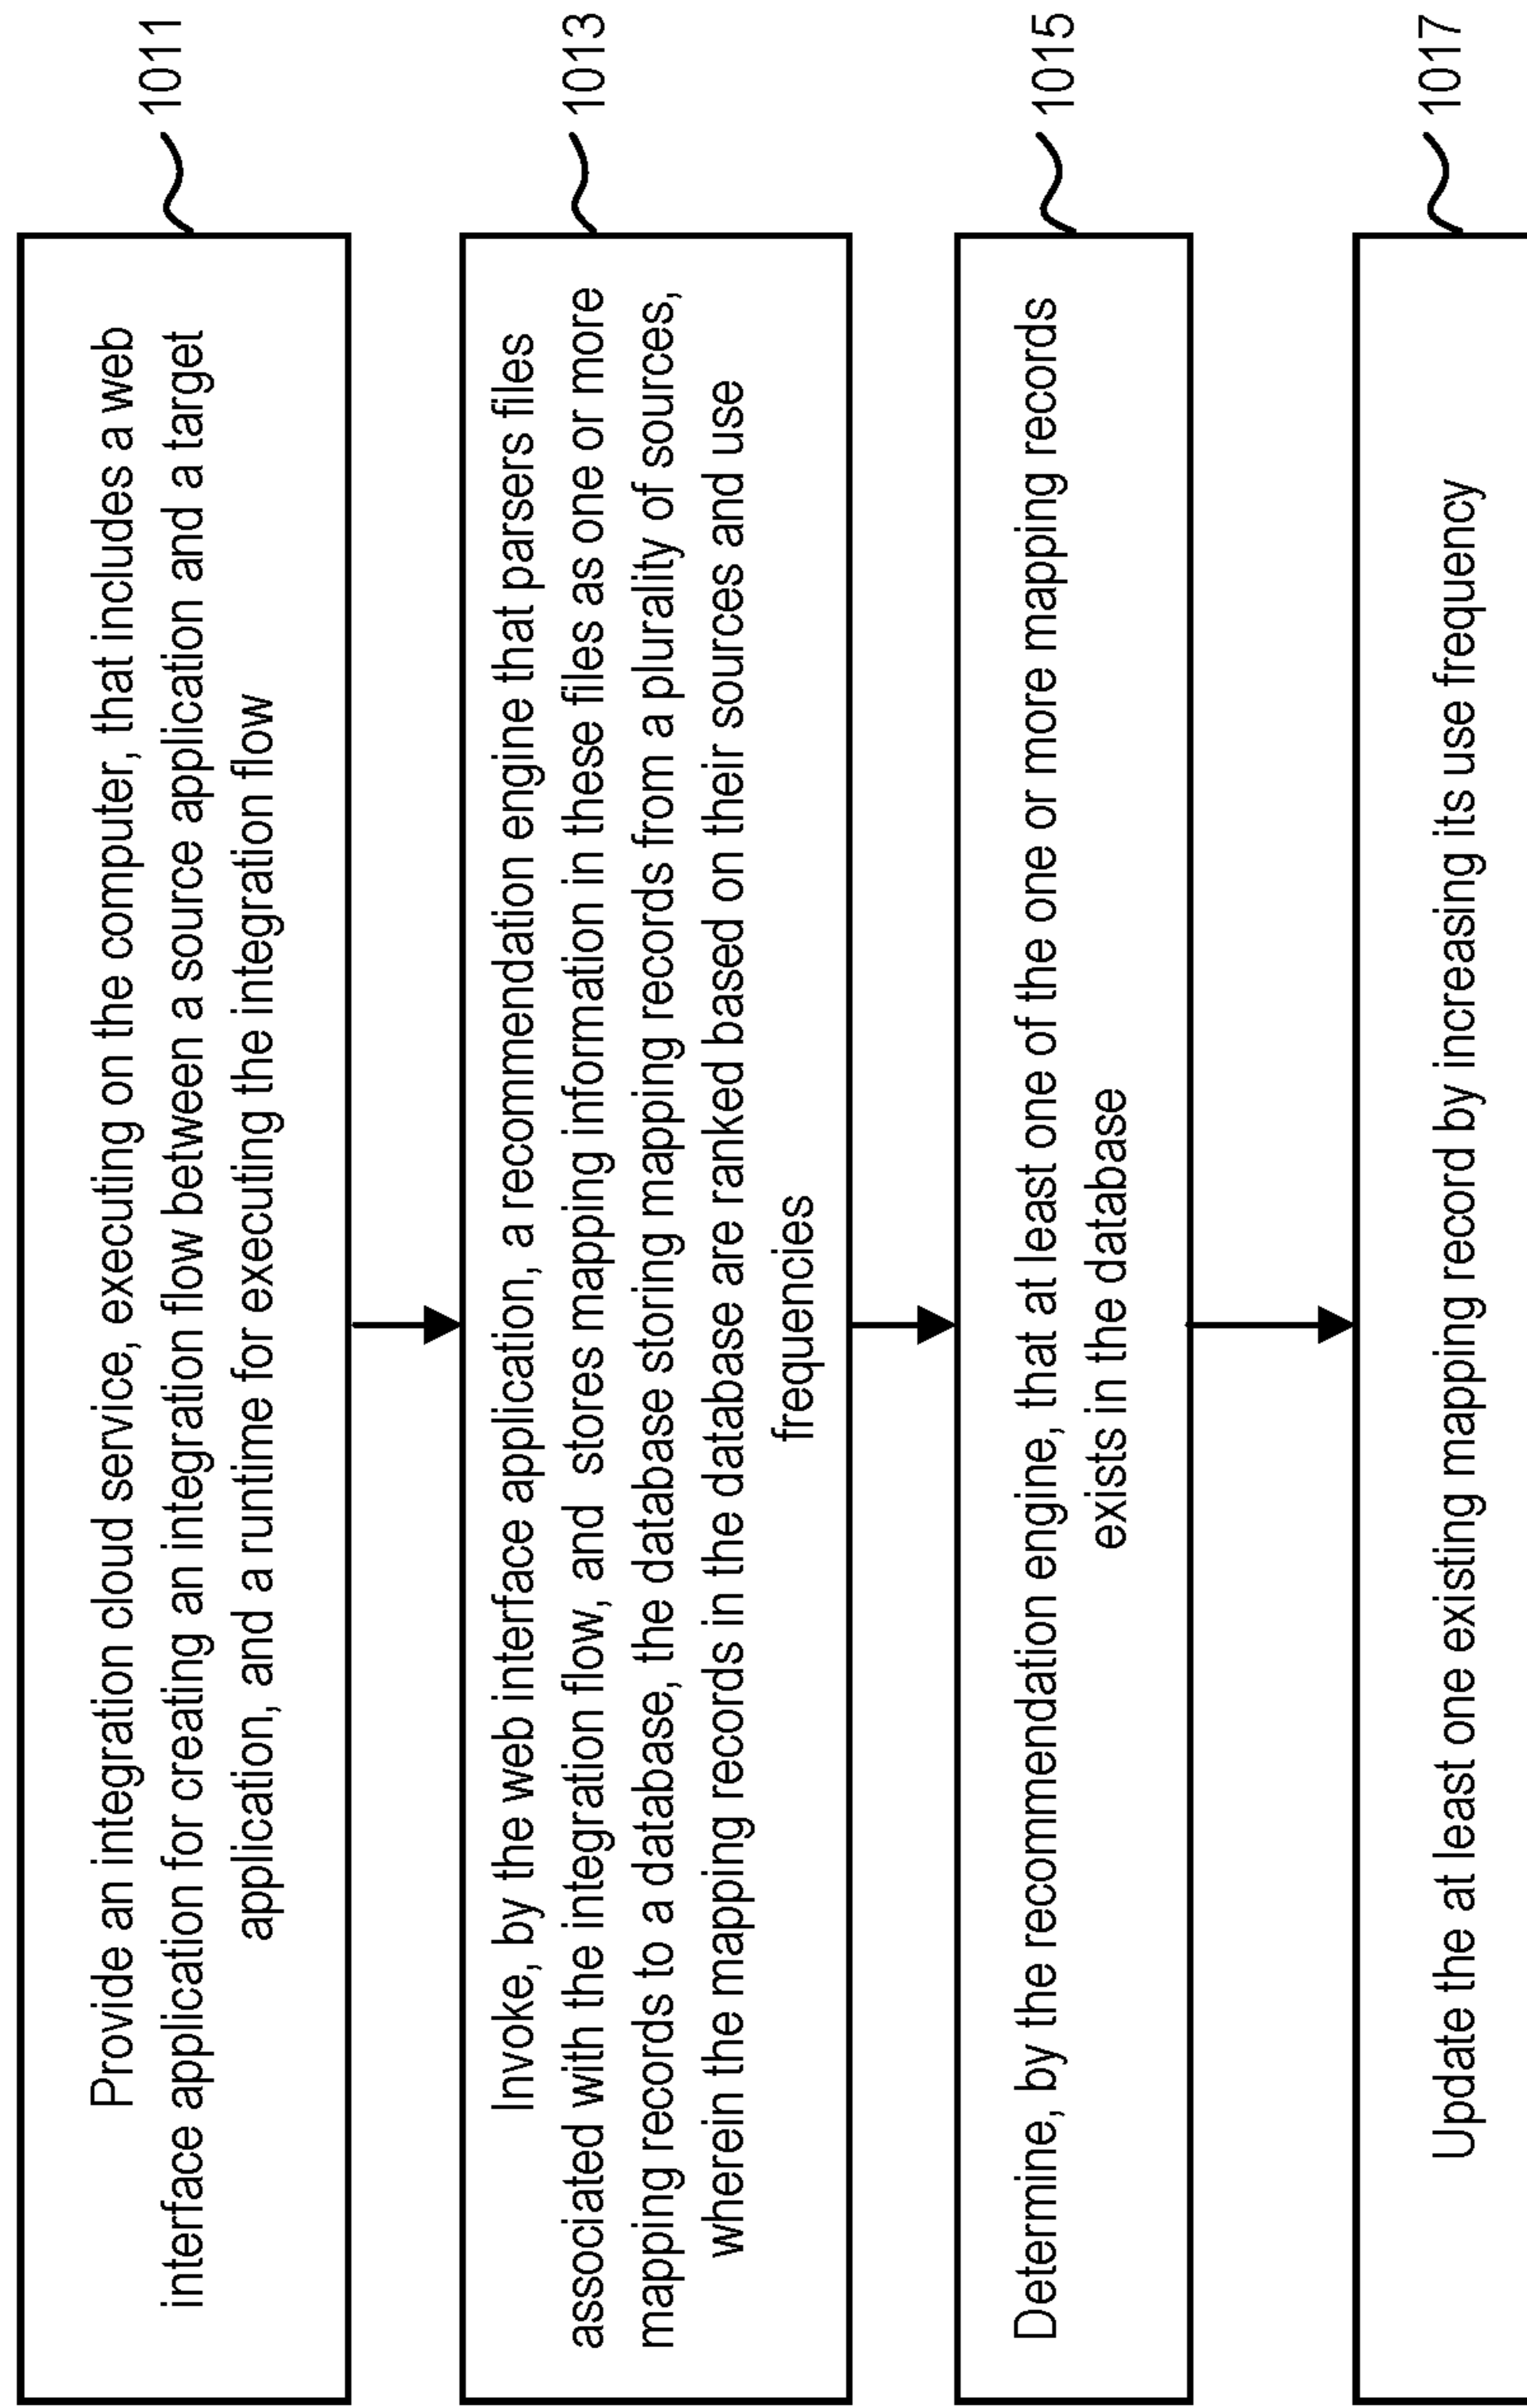 Provide an integration cloud service, executing on the computer, that includes a web
interface application for creating an integration flow between a source application and a target
application, and a runtime for executing the integration flow
1011
Invoke, by the web interface application, a recommendation engine that parsers files
associated with the integration flow, and stores mapping information in these files as one or more
mapping records to a database, the database storing mapping records from a plurality of sources,
wherein the mapping records in the database are ranked based on their sources and use
frequencies
1013
Determine, by the recommendation engine, that at least one of the one or more mapping records
exists in the database
1015
Update the at least one existing mapping record by increasing its use frequency
1017